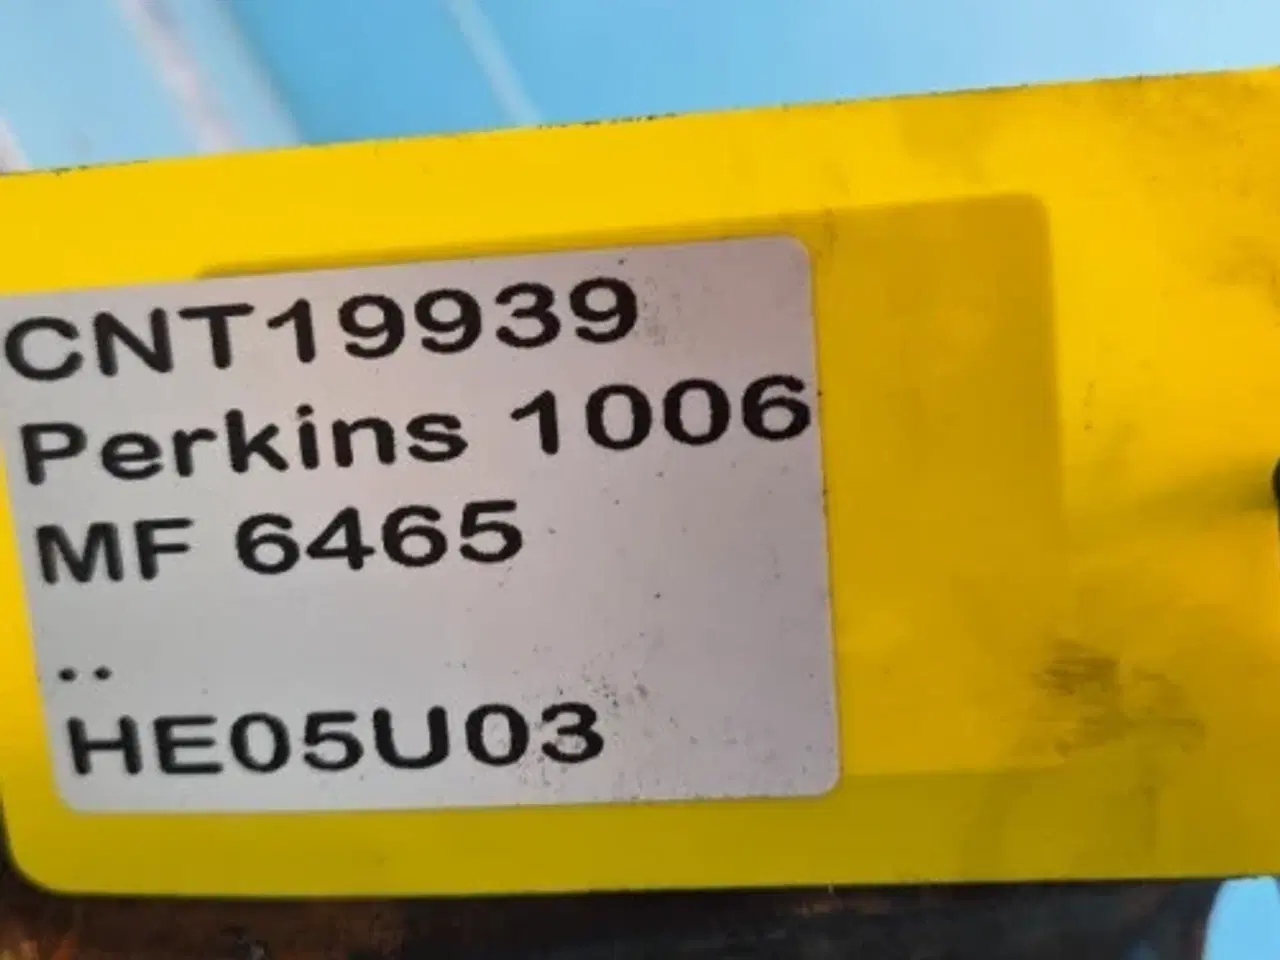 CNT19939
Perkins 1006
MF 6465
..
HE05U03